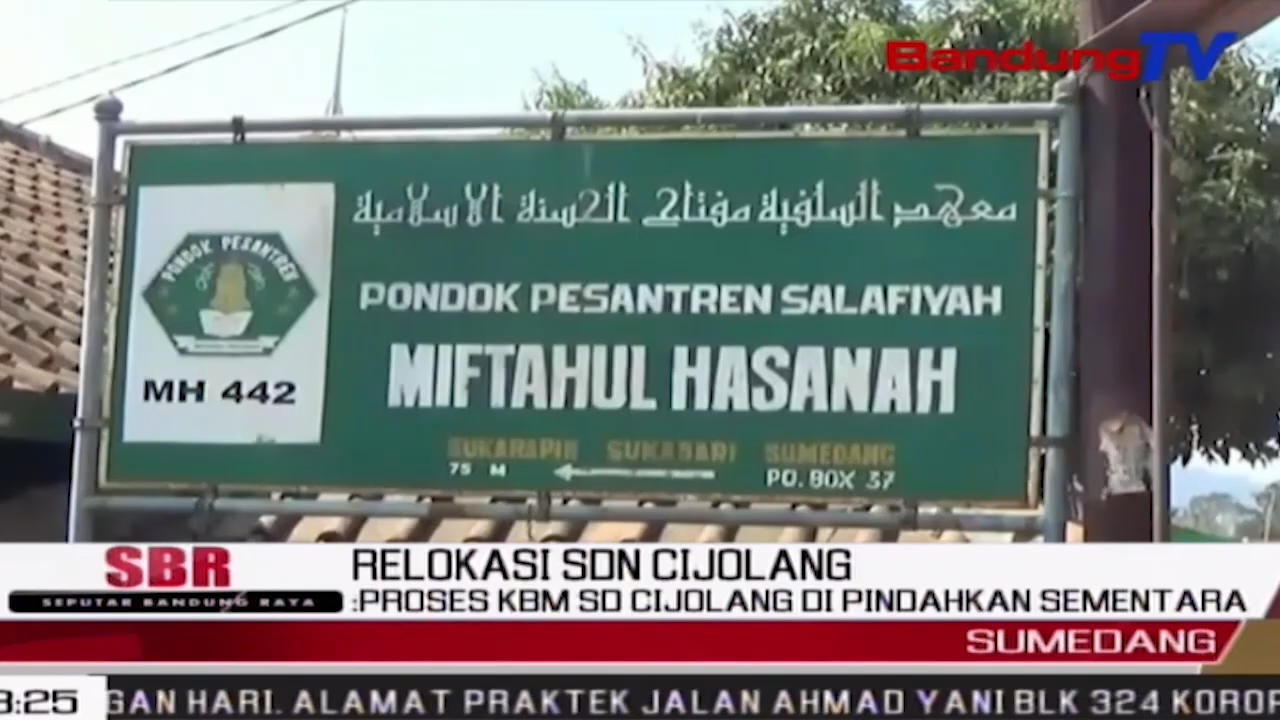 BandungTV
معهد السلفية مفتاح الحسنة الاسلامية
PONDOK PESANTREN
PONDOK PESANTREN SALAFIYAH
MIFTAHUL HASANAH
MH 442
SUKARAPIH SUKASARI SUMEDANG
75 M PO. BOX 37
SBR
SEPUTAR BANDUNG RAYA
RELOKASI SDN CIJOLANG
:PROSES KBM SD CIJOLANG DI PINDAHKAN SEMENTARA
SUMEDANG
3:25 GAN HARI. ALAMAT PRAKTEK JALAN AHMAD YANI BLK 324 KOROR